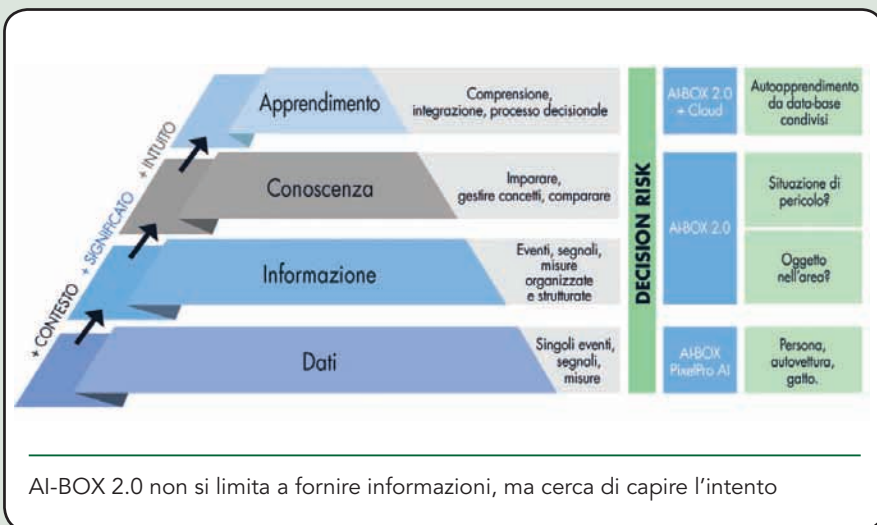 Apprendimento
Comprensione,
integrazione, processo decisionale
AI-BOX 2.0
+ Cloud
Autoapprendimento
da data-base
condivisi
+ INTUITO
Conoscenza
Imparare,
gestire concetti, comparare
Situazione di
pericolo?
+ SIGNIFICATO
AI-BOX 2.0
Informazione
Eventi, segnali,
misure
organizzate
e strutturate
Oggetto
nell'area?
+ CONTESTO
Dati
Singoli eventi,
segnali,
misure
DECISION RISK
AI-BOX
PixelPro AI
Persona,
autovettura,
gatto.
AI-BOX 2.0 non si limita a fornire informazioni, ma cerca di capire l'intento